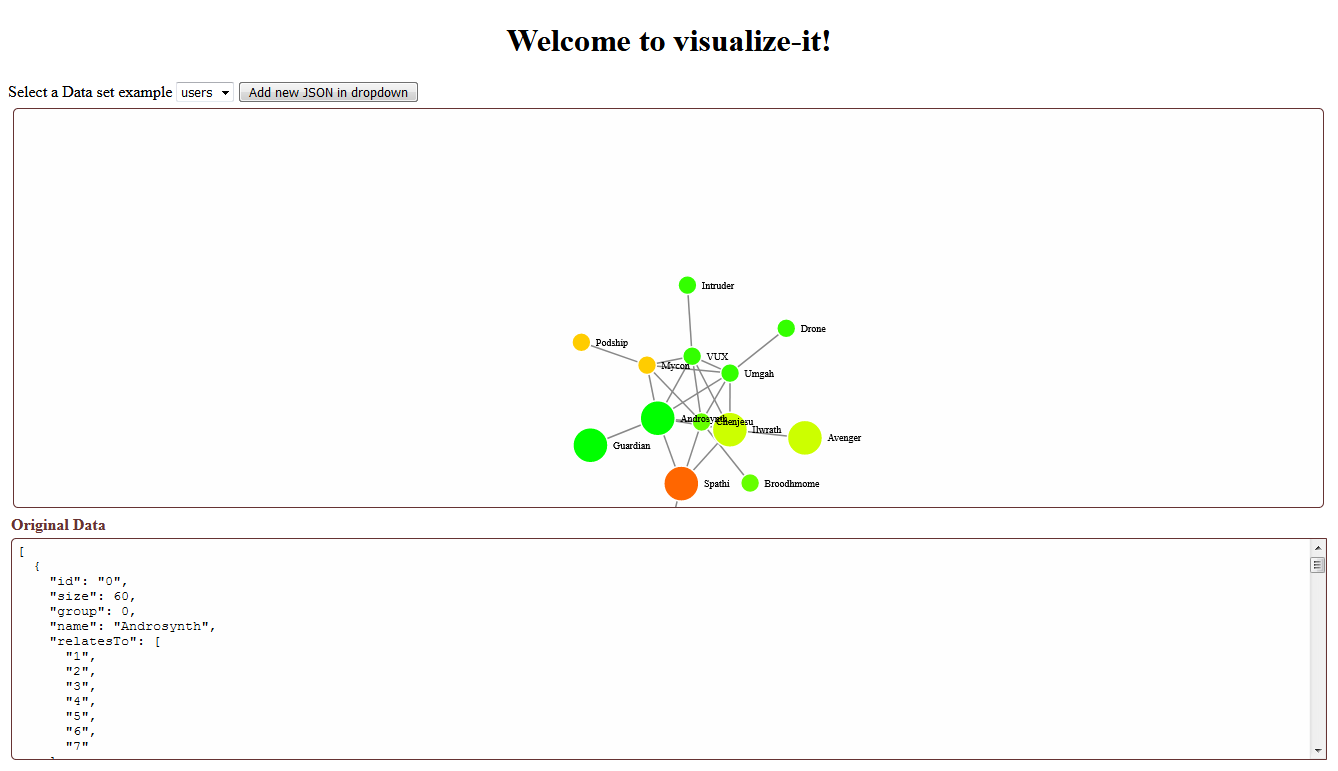 Welcome to visualize-it!
Select a Data set example users Add new JSON in dropdown
Intruder
Drone
Podship
VUX
Mycon
Umgah
Androsynth
Chenjesu
Ilwrath
Avenger
Guardian
Spathi
Broodhmome
Original Data
[
{
"id": "0",
"size": 60,
"group": 0,
"name": "Androsynth",
"relatesTo": [
"1",
"2",
"3",
"4",
"5",
"6",
"7"